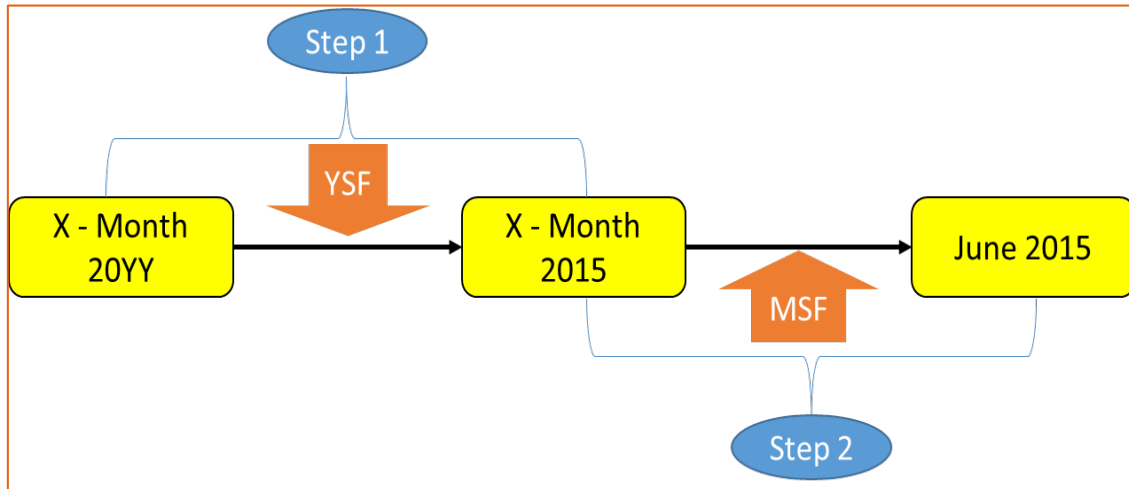 Step 1
YSF
X - Month
20YY
X - Month
2015
June 2015
MSF
Step 2